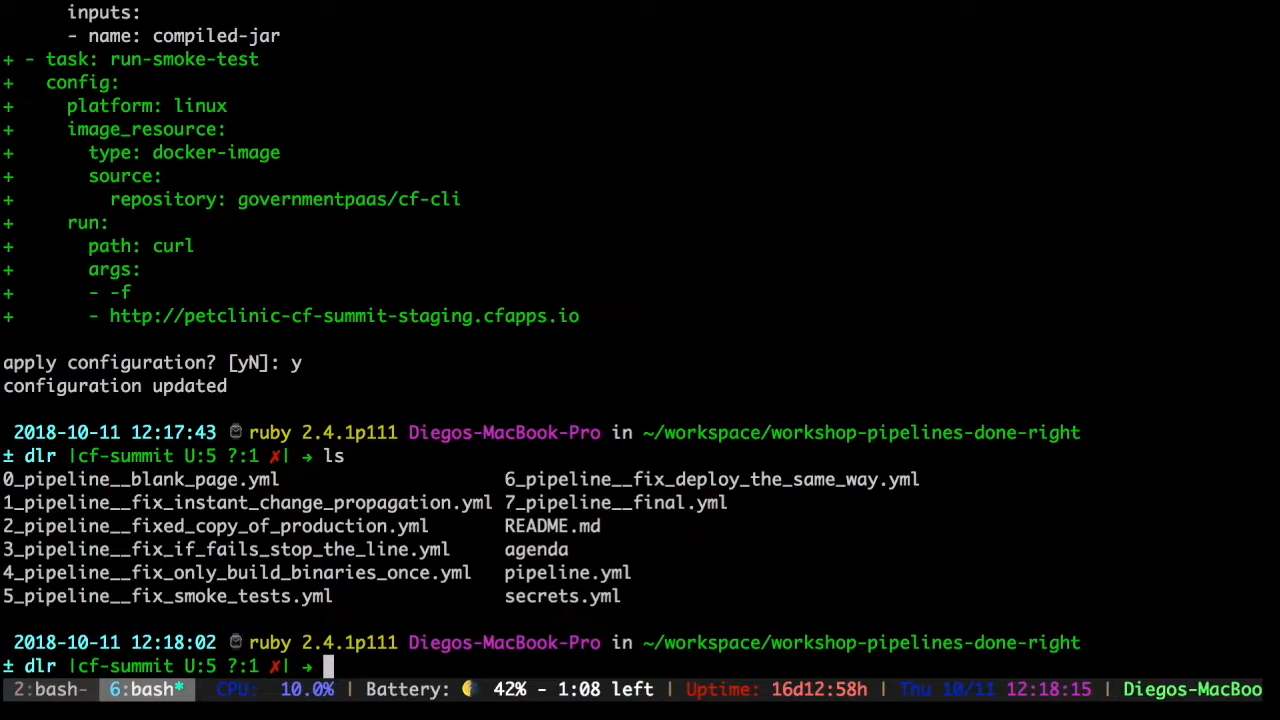 inputs:
- name: compiled-jar
+ - task: run-smoke-test
+ config:
+ platform: linux
+ image_resource:
+ type: docker-image
+ source:
+ repository: governmentpaas/cf-cli
+ run:
+ path: curl
+ args:
+ - -f
+ - http://petclinic-cf-summit-staging.cfapps.io
apply configuration? [yN]: y
configuration updated
2018-10-11 12:17:43 ruby 2.4.1p111 Diegos-MacBook-Pro in ~/workspace/workshop-pipelines-done-right
± dlr |cf-summit U:5 ?:1 ✗| → ls
0_pipeline__blank_page.yml 6_pipeline__fix_deploy_the_same_way.yml
1_pipeline__fix_instant_change_propagation.yml 7_pipeline__final.yml
2_pipeline__fixed_copy_of_production.yml README.md
3_pipeline__fix_if_fails_stop_the_line.yml agenda
4_pipeline__fix_only_build_binaries_once.yml pipeline.yml
5_pipeline__fix_smoke_tests.yml secrets.yml
2018-10-11 12:18:02 ruby 2.4.1p111 Diegos-MacBook-Pro in ~/workspace/workshop-pipelines-done-right
± dlr |cf-summit U:5 ?:1 ✗| →
2:bash- 6:bash* CPU: 10.0% | Battery: 42% - 1:08 left | Uptime: 16d12:58h | Thu 10/11 12:18:15 | Diegos-MacBoo